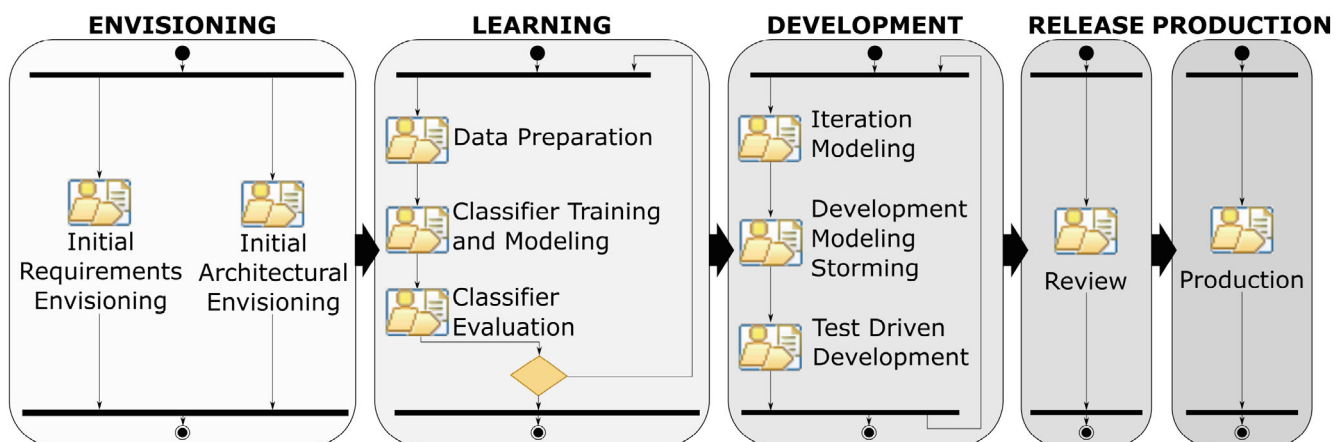 ENVISIONING
Initial
Requirements
Envisioning
Initial
Architectural
Envisioning
LEARNING
Data Preparation
Classifier Training
and Modeling
Classifier
Evaluation
DEVELOPMENT
Iteration
Modeling
Development
Modeling
Storming
Test Driven
Development
RELEASE
Review
PRODUCTION
Production